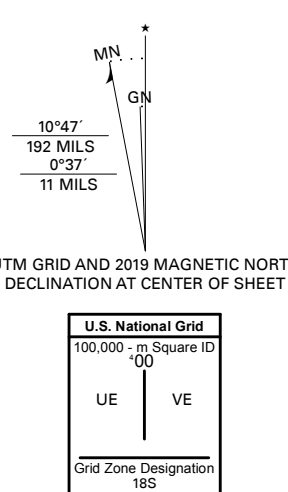 ★
MN
GN
10°47´
192 MILS
0°37´
11 MILS
UTM GRID AND 2019 MAGNETIC NORT
DECLINATION AT CENTER OF SHEET
U.S. National Grid
100,000 - m Square ID
⁴00
UE VE
Grid Zone Designation
18S